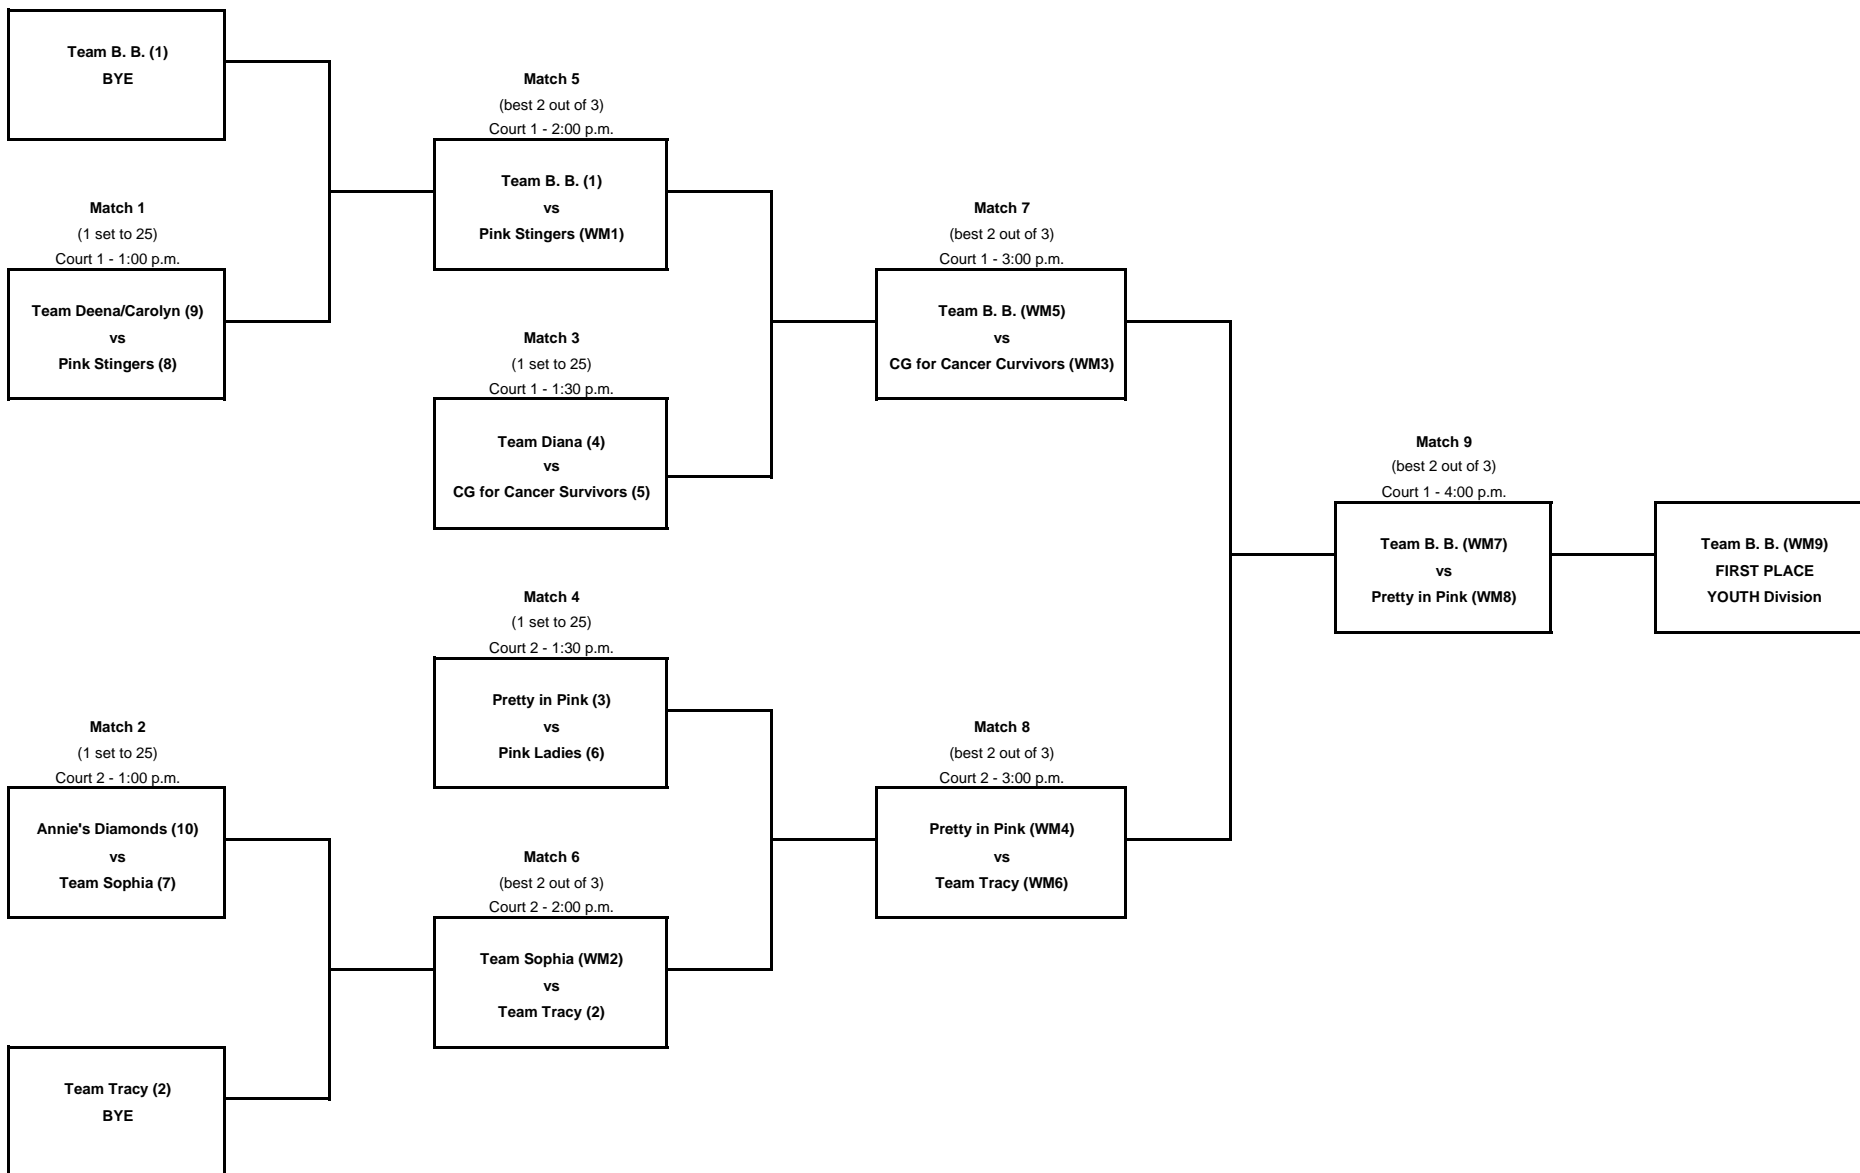 Team B. B. (1)
BYE
Match 1
(1 set to 25)
Court 1 - 1:00 p.m.
Team Deena/Carolyn (9)
vs
Pink Stingers (8)
Match 2
(1 set to 25)
Court 2 - 1:00 p.m.
Annie's Diamonds (10)
vs
Team Sophia (7)
Team Tracy (2)
BYE
Match 5
(best 2 out of 3)
Court 1 - 2:00 p.m.
Team B. B. (1)
vs
Pink Stingers (WM1)
Match 3
(1 set to 25)
Court 1 - 1:30 p.m.
Team Diana (4)
vs
CG for Cancer Survivors (5)
Match 4
(1 set to 25)
Court 2 - 1:30 p.m.
Pretty in Pink (3)
vs
Pink Ladies (6)
Match 6
(best 2 out of 3)
Court 2 - 2:00 p.m.
Team Sophia (WM2)
vs
Team Tracy (2)
Match 7
(best 2 out of 3)
Court 1 - 3:00 p.m.
Team B. B. (WM5)
vs
CG for Cancer Curvivors (WM3)
Match 8
(best 2 out of 3)
Court 2 - 3:00 p.m.
Pretty in Pink (WM4)
vs
Team Tracy (WM6)
Match 9
(best 2 out of 3)
Court 1 - 4:00 p.m.
Team B. B. (WM7)
vs
Pretty in Pink (WM8)
Team B. B. (WM9)
FIRST PLACE
YOUTH Division